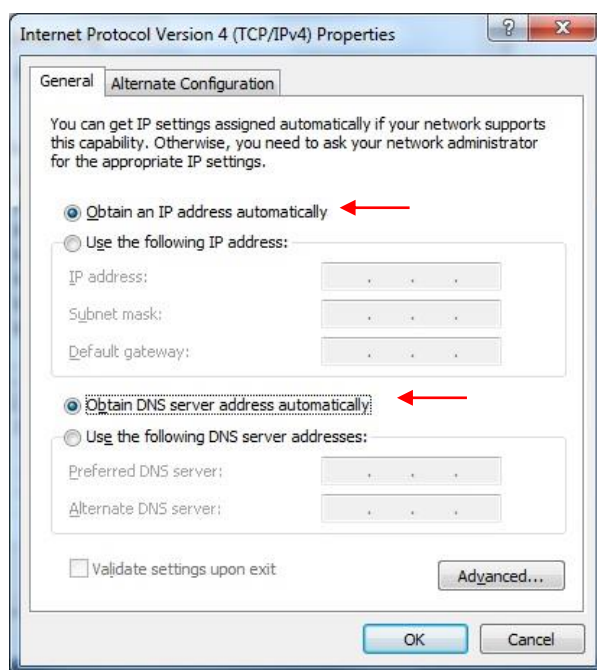 Internet Protocol Version 4 (TCP/IPv4) Properties
General
Alternate Configuration
You can get IP settings assigned automatically if your network supports
this capability. Otherwise, you need to ask your network administrator
for the appropriate IP settings.
Obtain an IP address automatically
Use the following IP address:
IP address:
Subnet mask:
Default gateway:
Obtain DNS server address automatically
Use the following DNS server addresses:
Preferred DNS server:
Alternate DNS server:
Validate settings upon exit
Advanced...
OK
Cancel